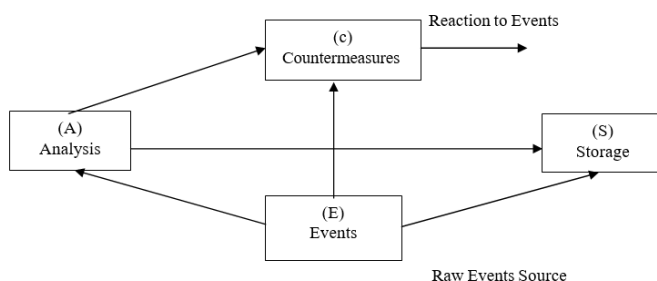 Reaction to Events
(c)
Countermeasures
(A)
Analysis
(S)
Storage
(E)
Events
Raw Events Source